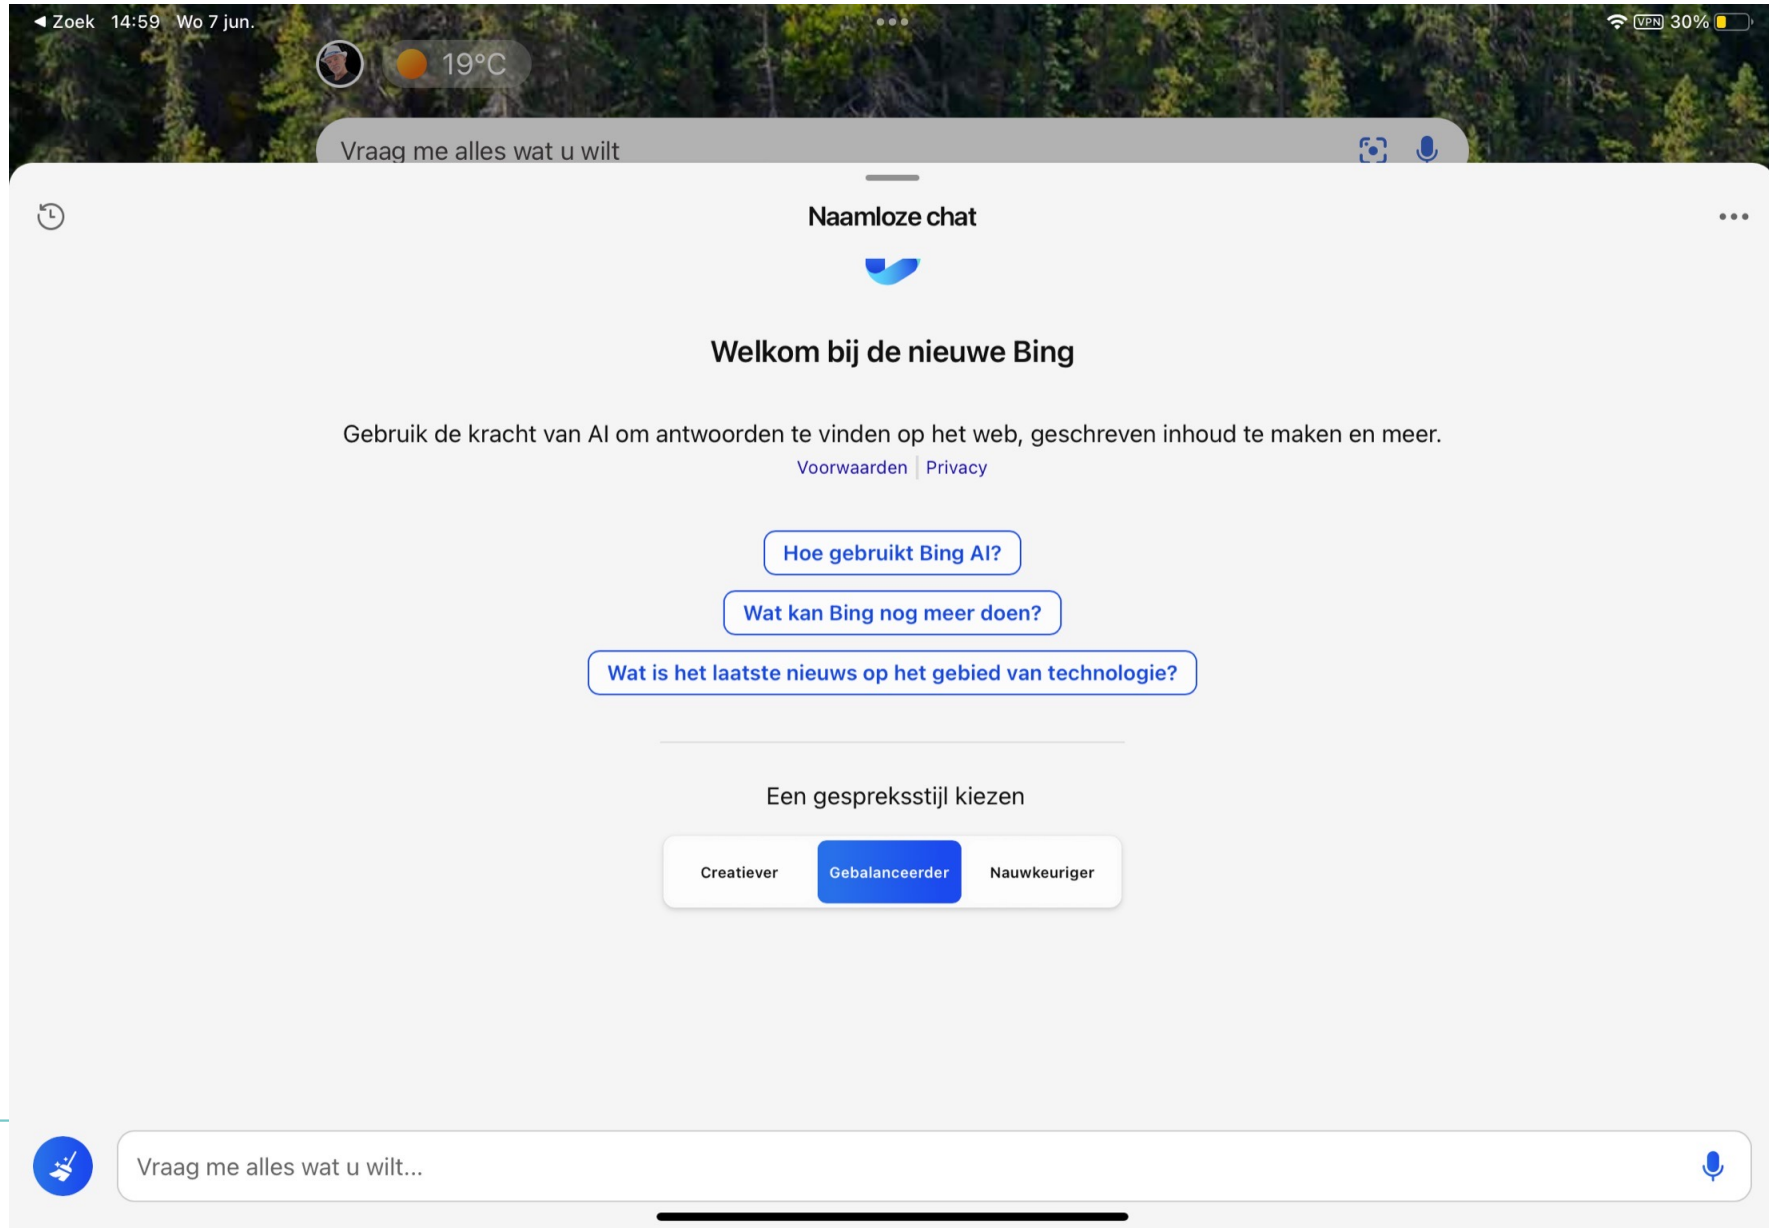 ◀ Zoek 14:59 Wo 7 jun.
VPN 30%
19°C
Vraag me alles wat u wilt
Naamloze chat
Welkom bij de nieuwe Bing
Gebruik de kracht van AI om antwoorden te vinden op het web, geschreven inhoud te maken en meer.
Voorwaarden | Privacy
Hoe gebruikt Bing AI?
Wat kan Bing nog meer doen?
Wat is het laatste nieuws op het gebied van technologie?
Een gespreksstijl kiezen
Creatiever Gebalanceerder Nauwkeuriger
Vraag me alles wat u wilt...